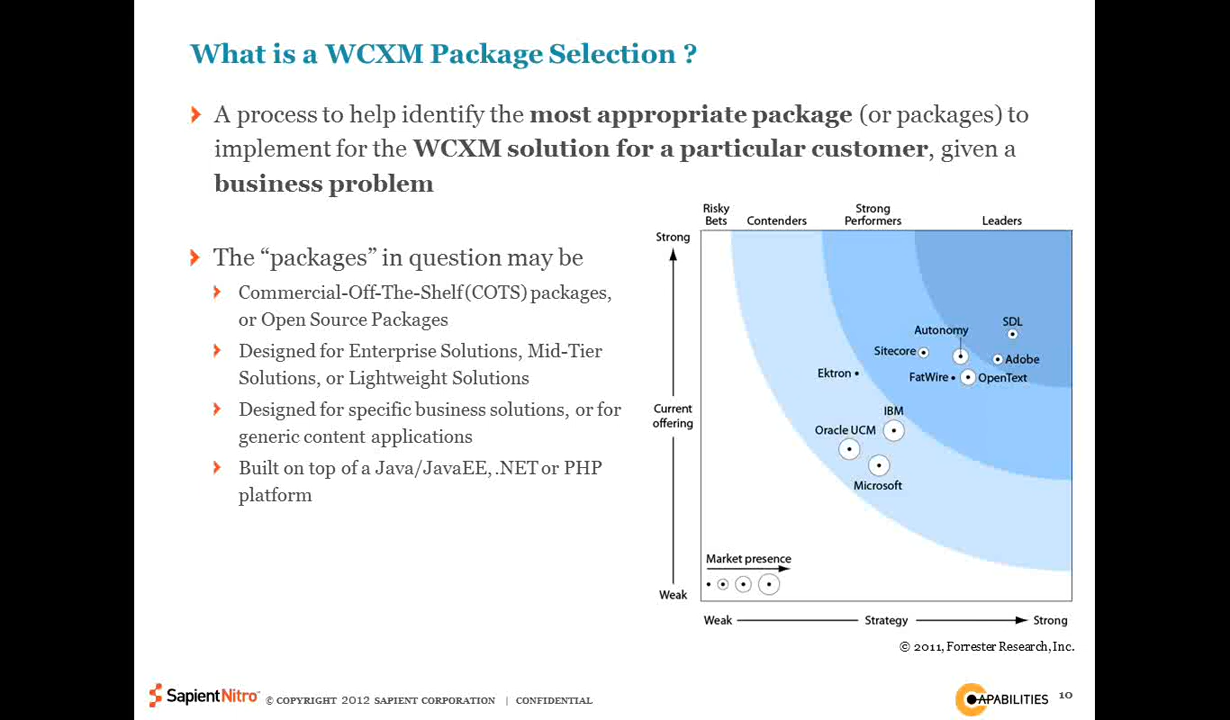 What is a WCXM Package Selection ?
A process to help identify the most appropriate package (or packages) to
implement for the WCXM solution for a particular customer, given a
business problem
The “packages” in question may be
Commercial-Off-The-Shelf (COTS) packages,
or Open Source Packages
Designed for Enterprise Solutions, Mid-Tier
Solutions, or Lightweight Solutions
Designed for specific business solutions, or for
generic content applications
Built on top of a Java/JavaEE, .NET or PHP
platform
Risky
Bets
Contenders
Strong
Performers
Leaders
Strong
SDL
Autonomy
Sitecore
Adobe
Ektron
FatWire
OpenText
Current
offering
IBM
Oracle UCM
Microsoft
Market presence
Weak
Weak
Strategy
Strong
© 2011, Forrester Research, Inc.
SapientNitro
© COPYRIGHT 2012 SAPIENT CORPORATION | CONFIDENTIAL
CAPABILITIES
10